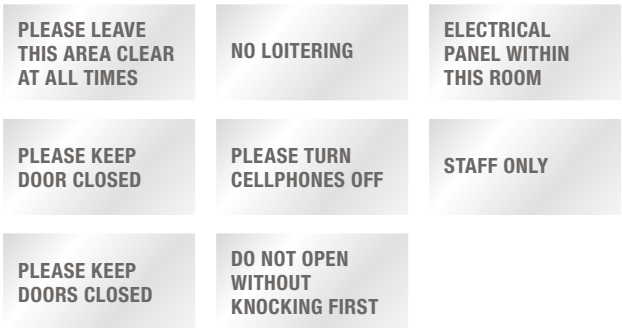 PLEASE LEAVE
THIS AREA CLEAR
AT ALL TIMES
NO LOITERING
ELECTRICAL
PANEL WITHIN
THIS ROOM
PLEASE KEEP
DOOR CLOSED
PLEASE TURN
CELLPHONES OFF
STAFF ONLY
PLEASE KEEP
DOORS CLOSED
DO NOT OPEN
WITHOUT
KNOCKING FIRST